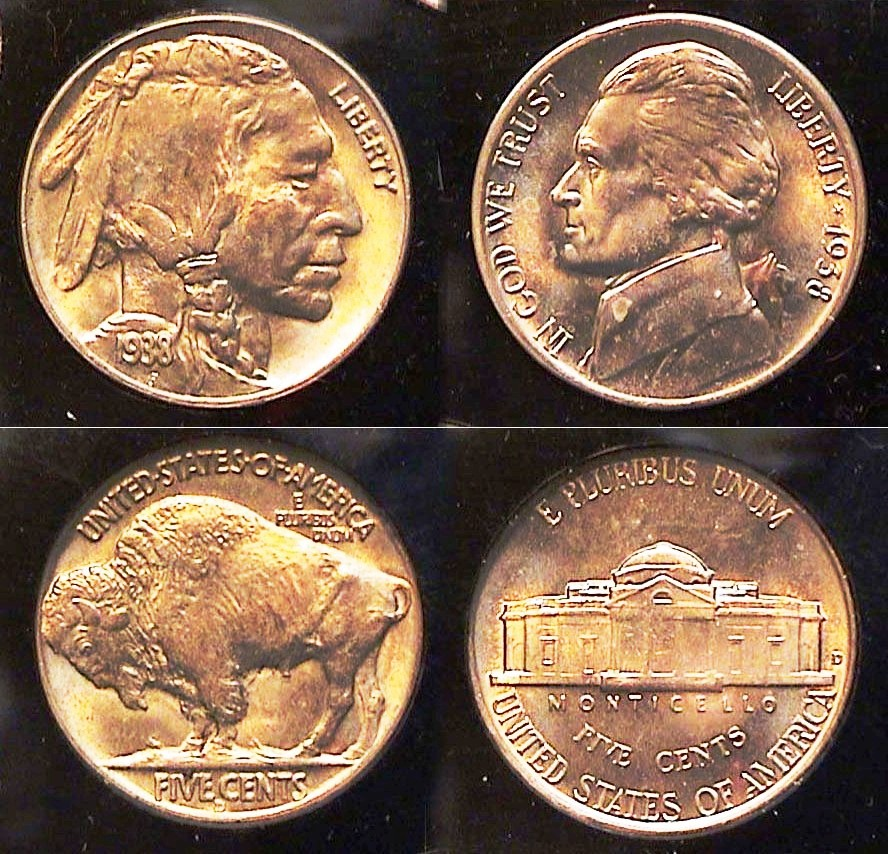 LIBERTY
1938
F
IN GOD WE TRUST
LIBERTY ★ 1938
UNITED·STATES·OF·AMERICA
E
PLURIBUS
UNUM
FIVE CENTS
D
E PLURIBUS UNUM
D
MONTICELLO
FIVE CENTS
UNITED STATES OF AMERICA